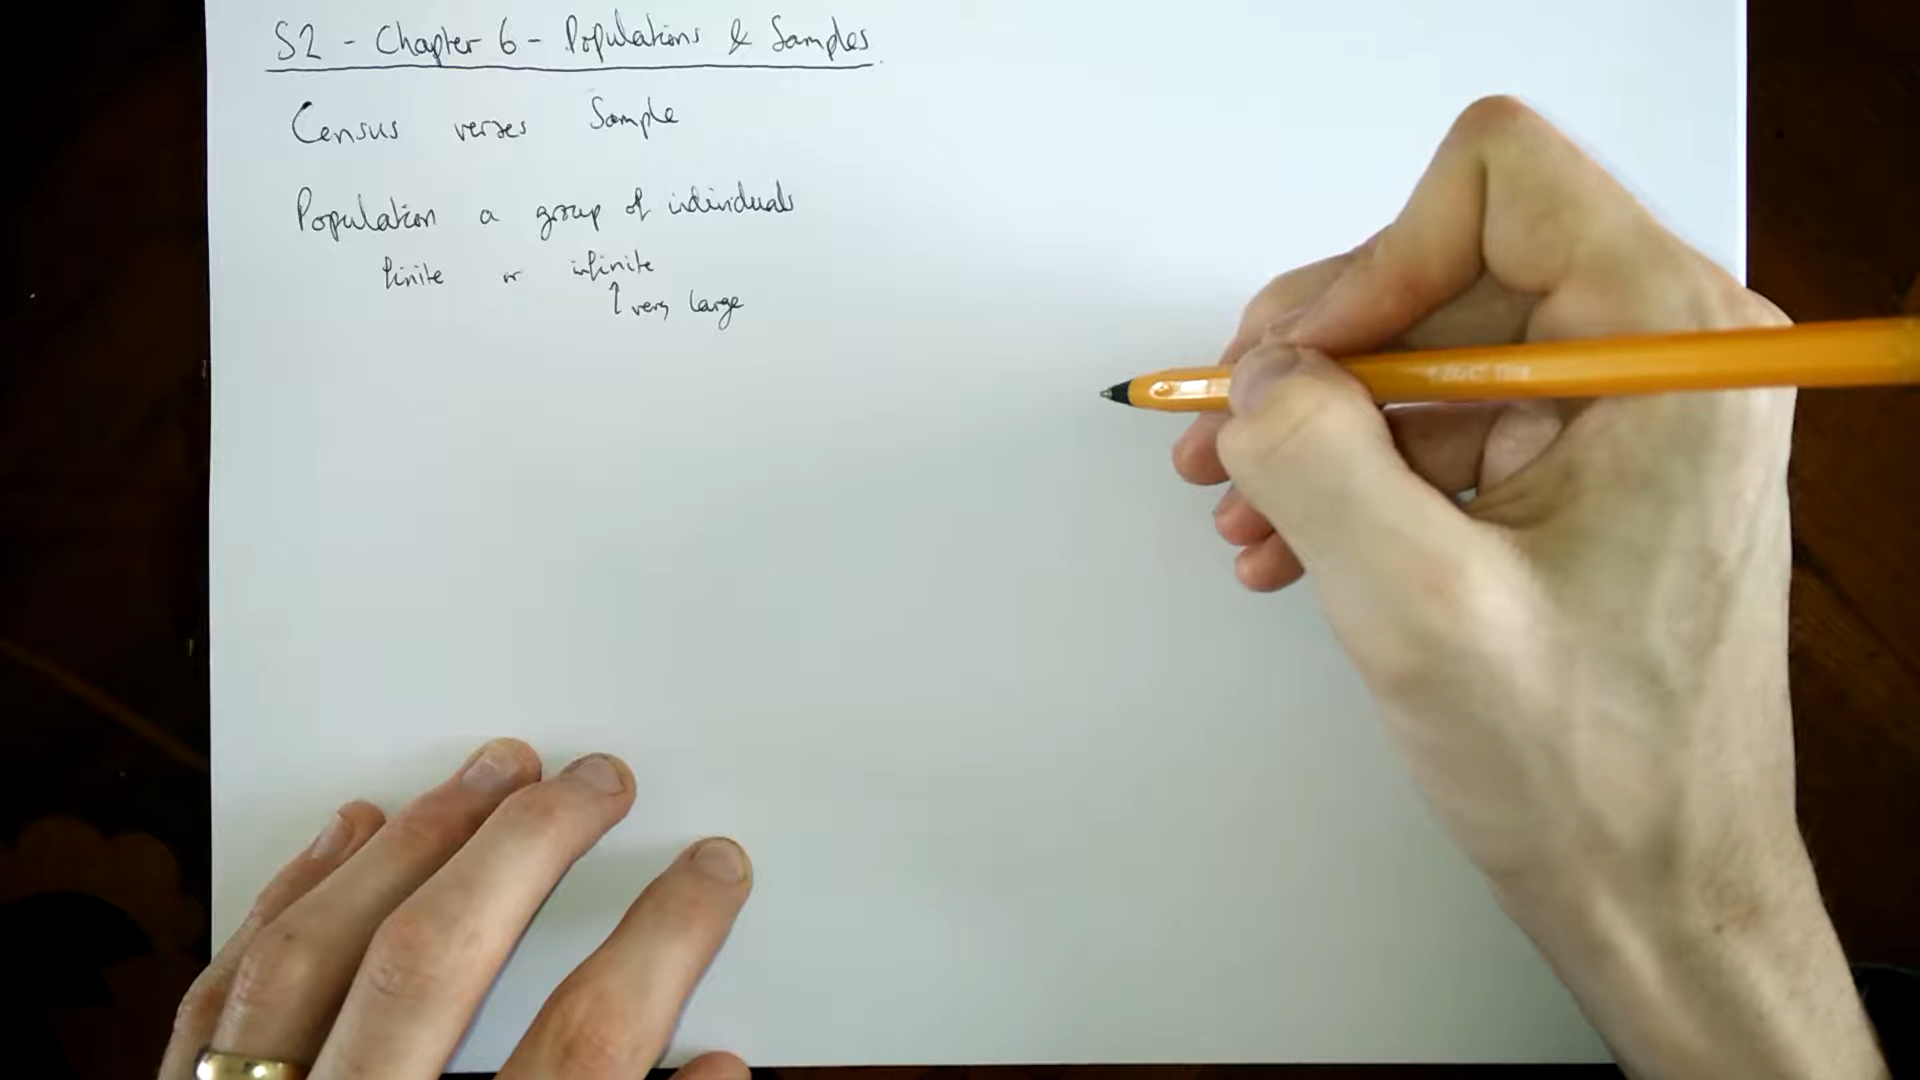 S2 - Chapter 6 - Populations & Samples
Census verses Sample
Population a group of individuals
finite or infinite
↑ very large